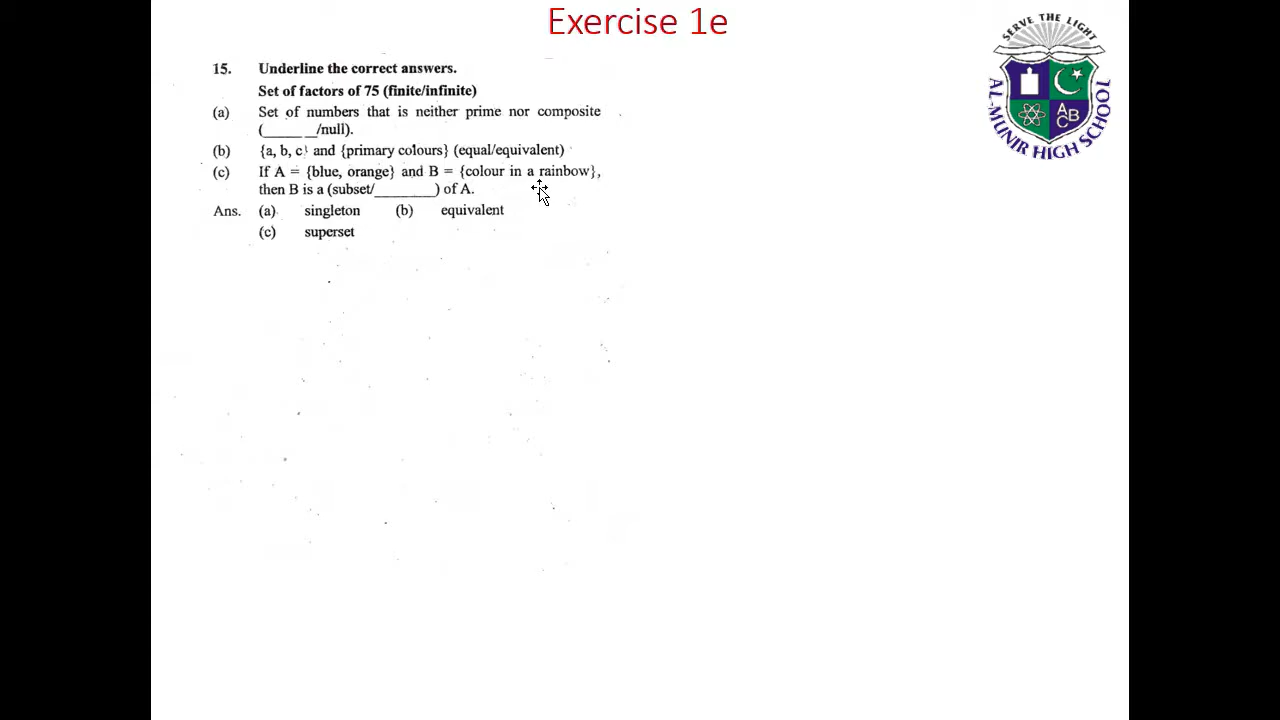 Exercise 1e
SERVE THE LIGHT
AL-MUNIR HIGH SCHOOL
A
B
C
15. Underline the correct answers.
Set of factors of 75 (finite/infinite)
(a) Set of numbers that is neither prime nor composite
(______ __/null).
(b) {a, b, c} and {primary colours} (equal/equivalent)
(c) If A = {blue, orange} and B = {colour in a rainbow},
then B is a (subset/_________) of A.
Ans. (a) singleton (b) equivalent
(c) superset